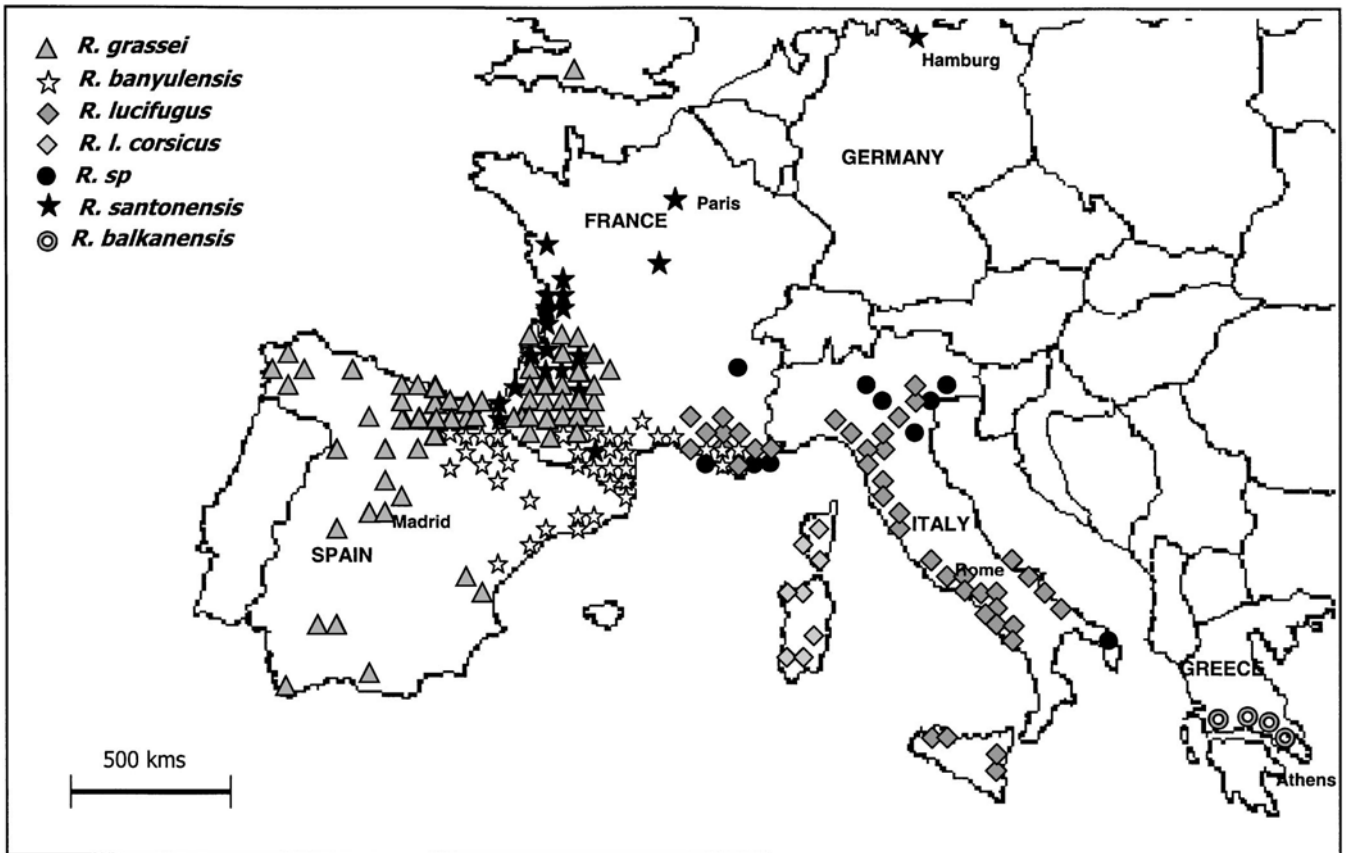 R. grassei
R. banyulensis
R. lucifugus
R. l. corsicus
R. sp
R. santonensis
R. balkanensis
Hamburg
GERMANY
Paris
FRANCE
Madrid
SPAIN
ITALY
Rome
GREECE
Athens
500 kms